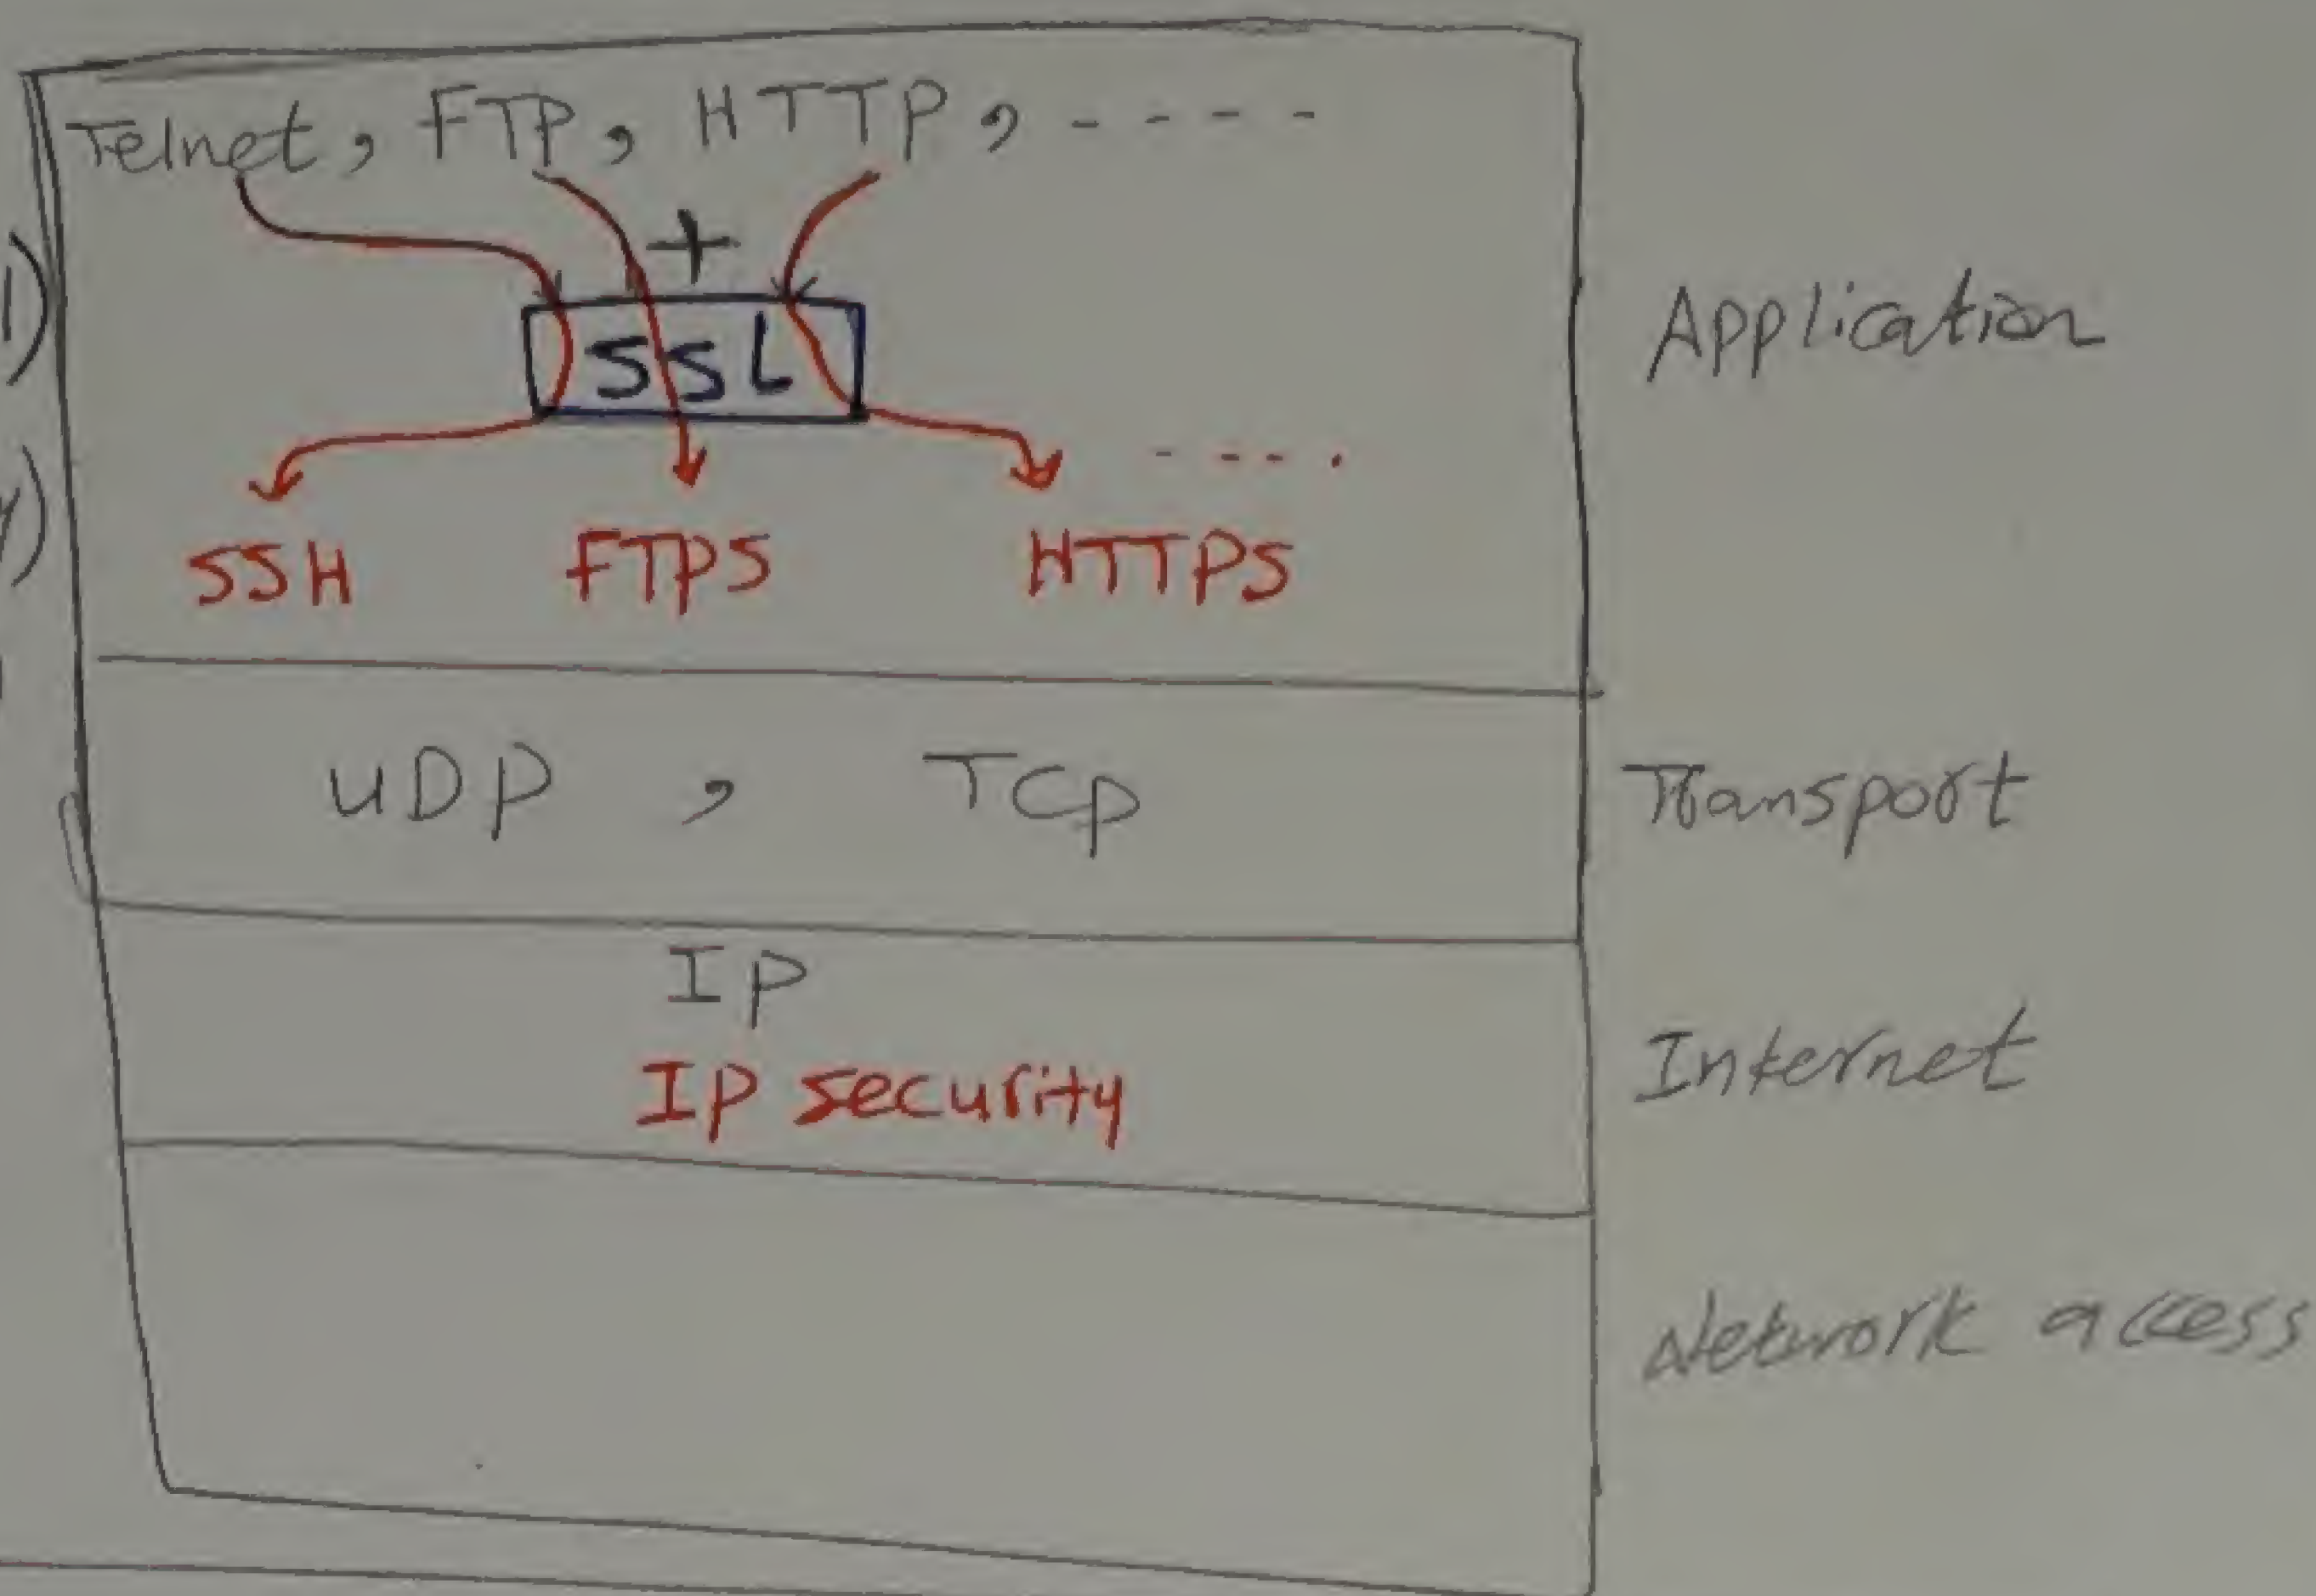 Telnet, FTP, HTTP, - - - -
+
SSL
Application
- - - .
SSH FTPS HTTPS
UDP , TCP
Transport
IP
IP security
Internet
Network access